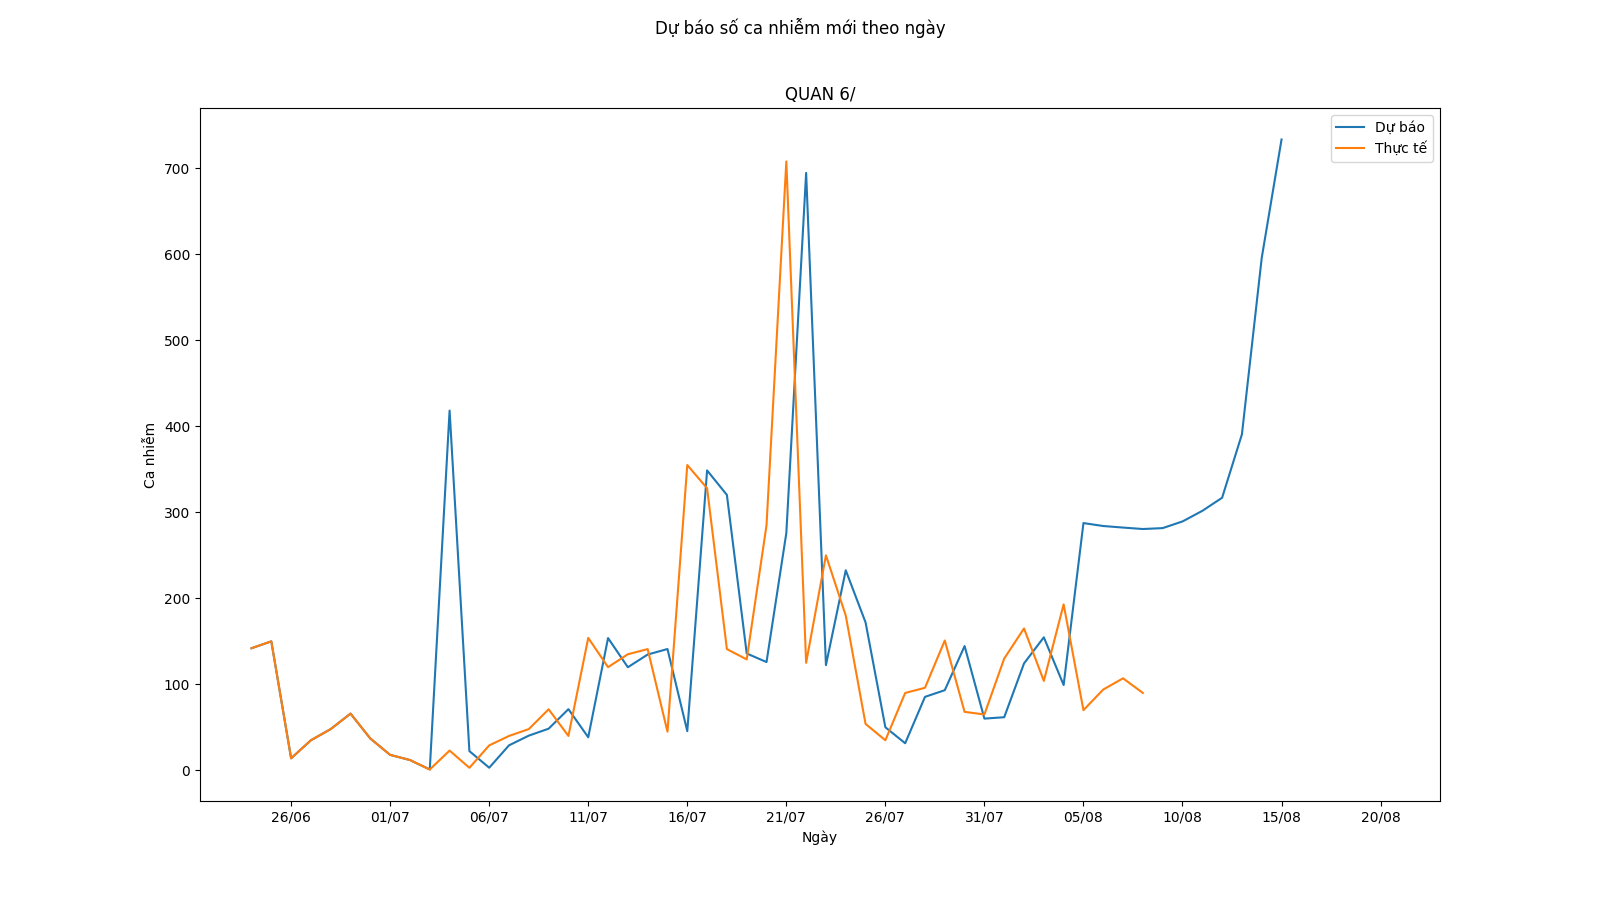 Dự báo số ca nhiễm mới theo ngày
QUAN 6/
Dự báo
Thực tế
700
600
500
400
300
200
100
0
Ca nhiễm
26/06 01/07 06/07 11/07 16/07 21/07 26/07 31/07 05/08 10/08 15/08 20/08
Ngày